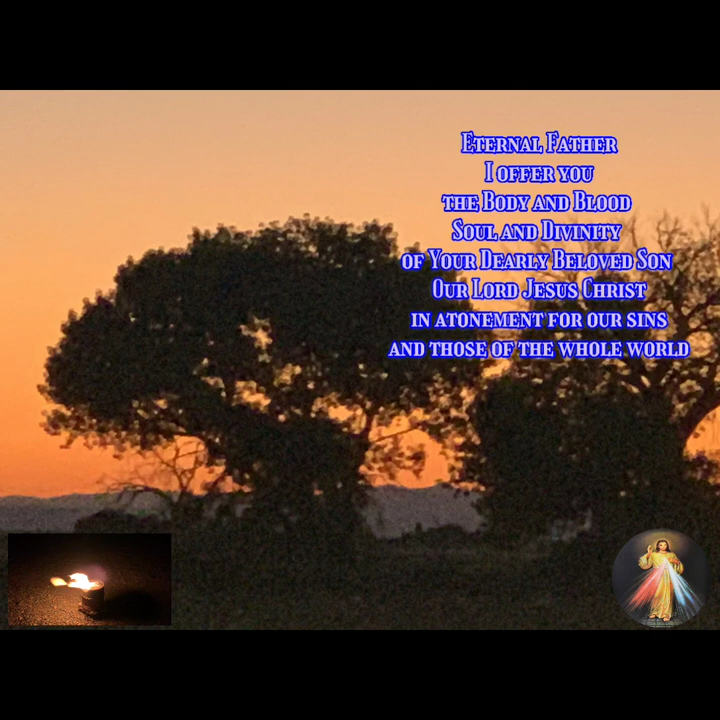 Eternal Father
I offer you
the Body and Blood
Soul and Divinity
of Your Dearly Beloved Son
Our Lord Jesus Christ
in atonement for our sins
and those of the whole world